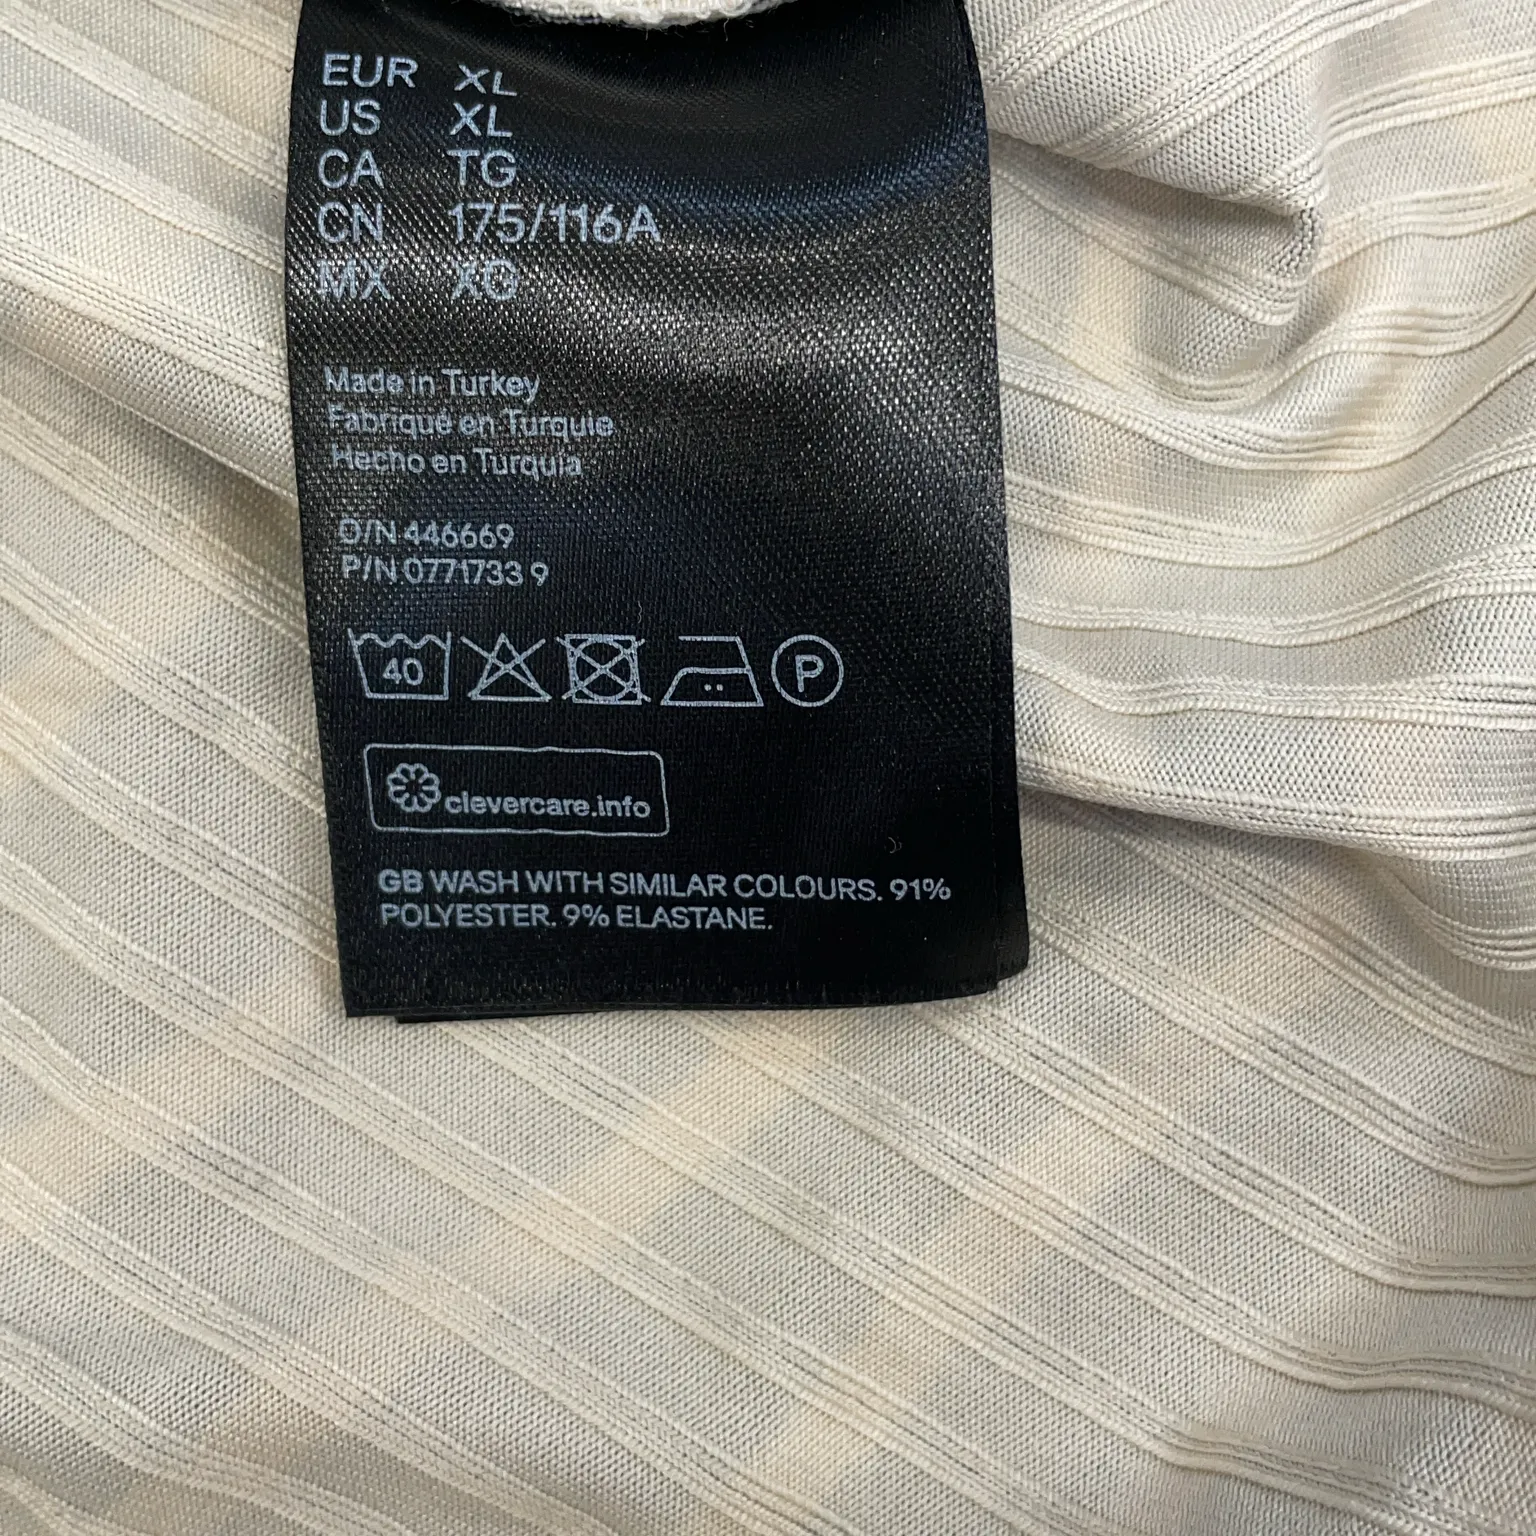 EUR XL
US XL
CA TG
CN 175/116A
MX XG
Made in Turkey
Fabriqué en Turquie
Hecho en Turquía
O/N 446669
P/N 0771733 9
40 P
clevercare.info
GB WASH WITH SIMILAR COLOURS. 91%
POLYESTER. 9% ELASTANE.